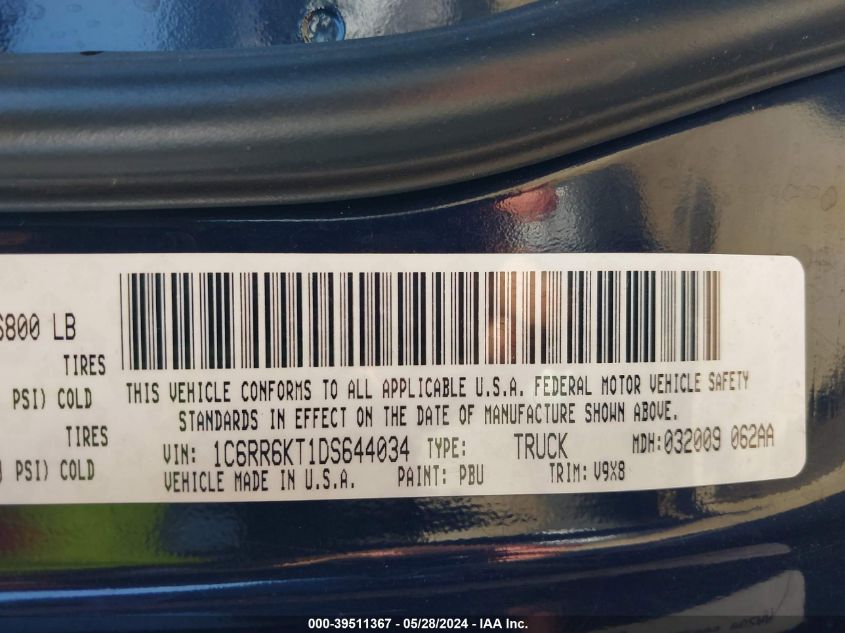 6800 LB
TIRES
PSI) COLD
TIRES
PSI) COLD
THIS VEHICLE CONFORMS TO ALL APPLICABLE U.S.A. FEDERAL MOTOR VEHICLE SAFETY
STANDARDS IN EFFECT ON THE DATE OF MANUFACTURE SHOWN ABOVE.
VIN: 1C6RR6KT1DS644034 TYPE: TRUCK MDH:032009 062AA
VEHICLE MADE IN U.S.A. PAINT: PBU TRIM: V9X8
000-39511367 - 05/28/2024 - IAA Inc.